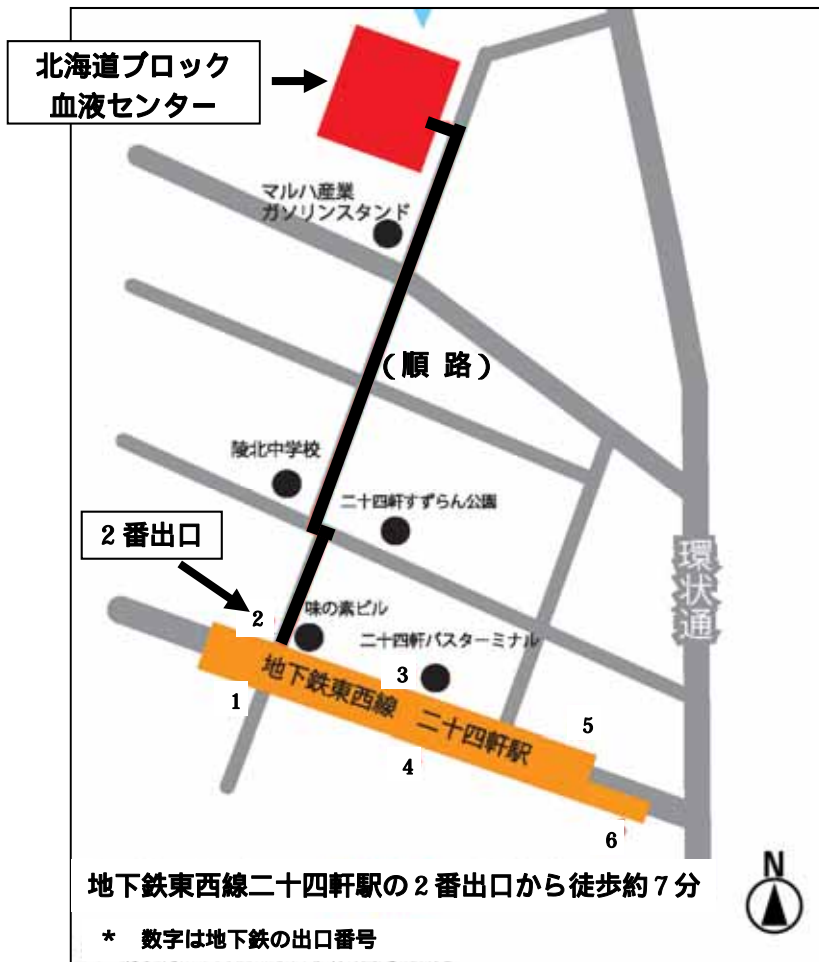 北海道ブロック
血液センター
マルハ産業
ガソリンスタンド
(順 路)
陵北中学校
二十四軒すずらん公園
2 番出口
環状通
2
味の素ビル
二十四軒バスターミナル
3
1
地下鉄東西線 二十四軒駅
5
4
6
地下鉄東西線二十四軒駅の 2 番出口から徒歩約 7 分
N
* 数字は地下鉄の出口番号